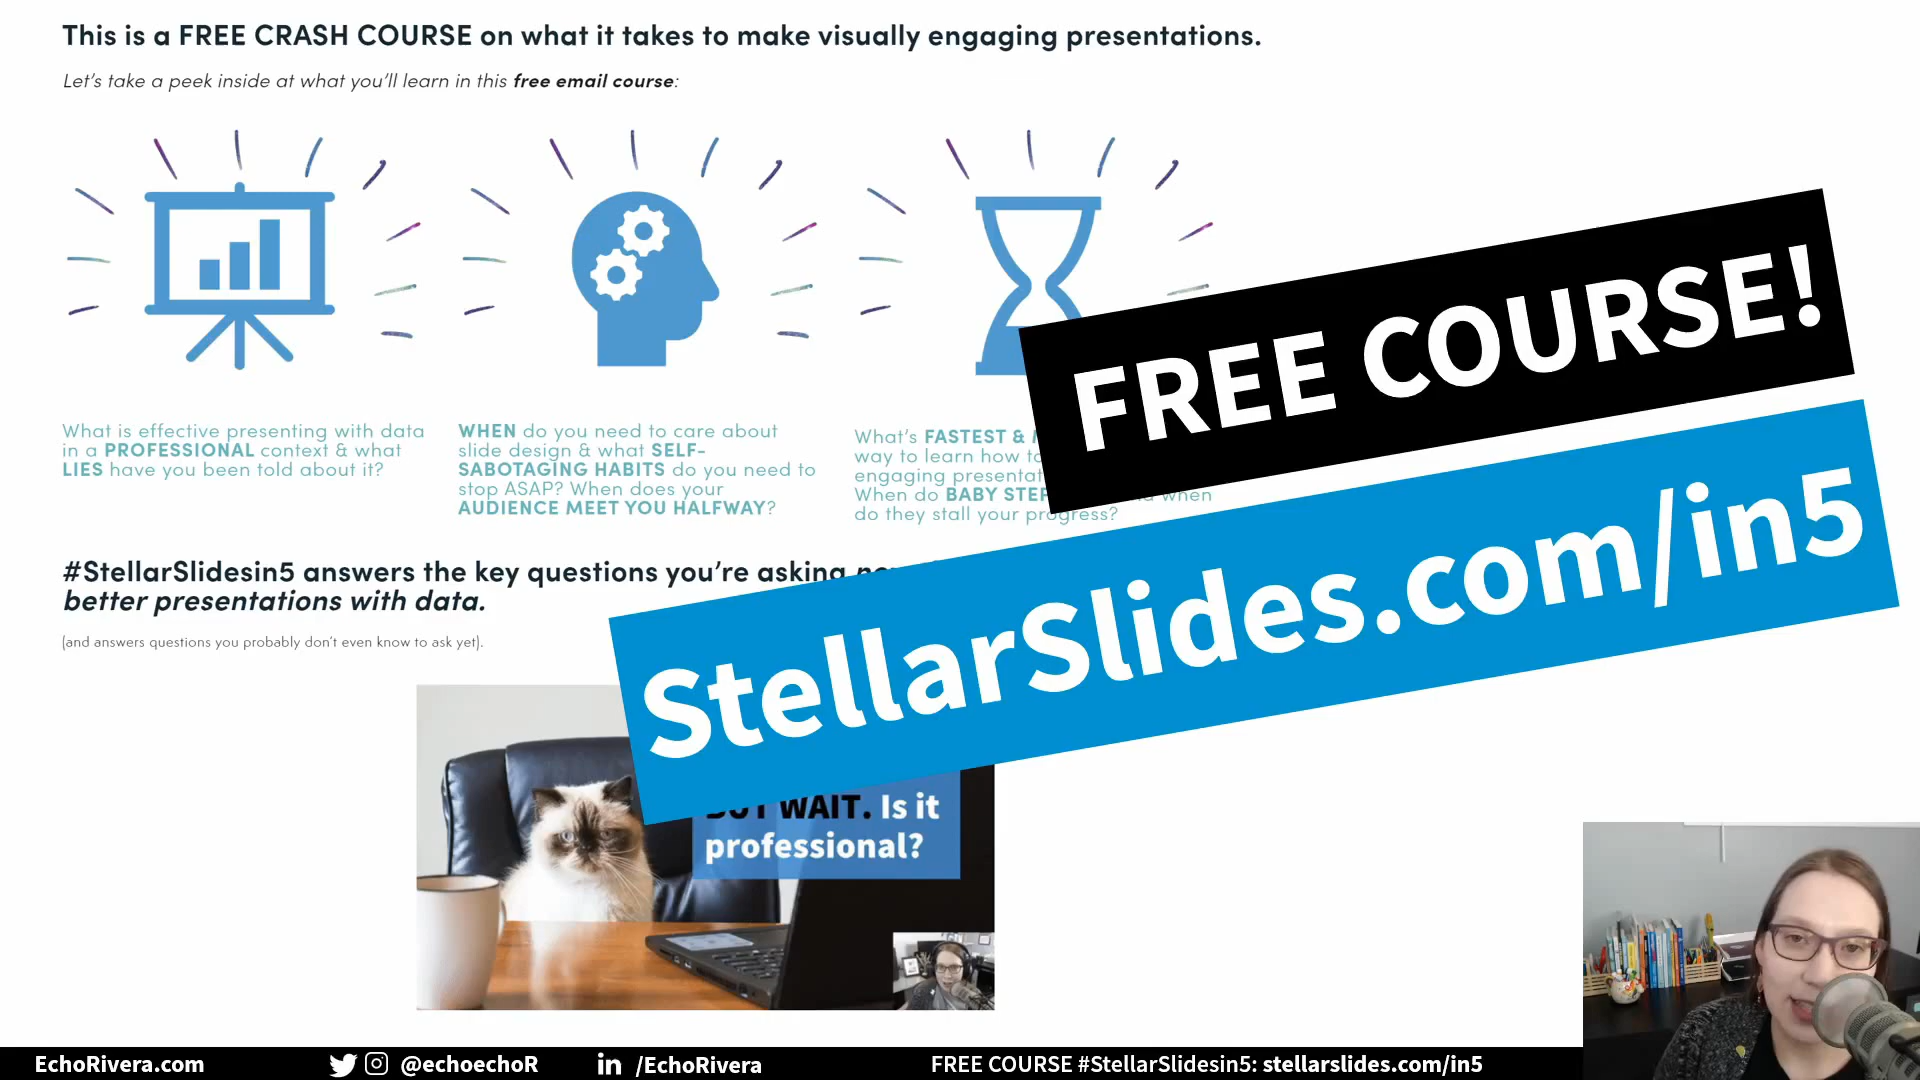 This is a FREE CRASH COURSE on what it takes to make visually engaging presentations.
Let's take a peek inside at what you'll learn in this free email course:
What is effective presenting with data
in a PROFESSIONAL context & what
LIES have you been told about it?
WHEN do you need to care about
slide design & what SELF-
SABOTAGING HABITS do you need to
stop ASAP? When does your
AUDIENCE MEET YOU HALFWAY?
What's FASTEST &
way to learn how to
engaging
When do BABY when
do they stall your progress?
FREE COURSE!
StellarSlides.com/in5
#StellarSlidesin5 answers the key questions you're asking
better presentations with data.
(and answers questions you probably don't even know to ask yet).
BUT WAIT. Is it
professional?
EchoRivera.com
@echoechoR
/EchoRivera
FREE COURSE #StellarSlidesin5: stellarslides.com/in5